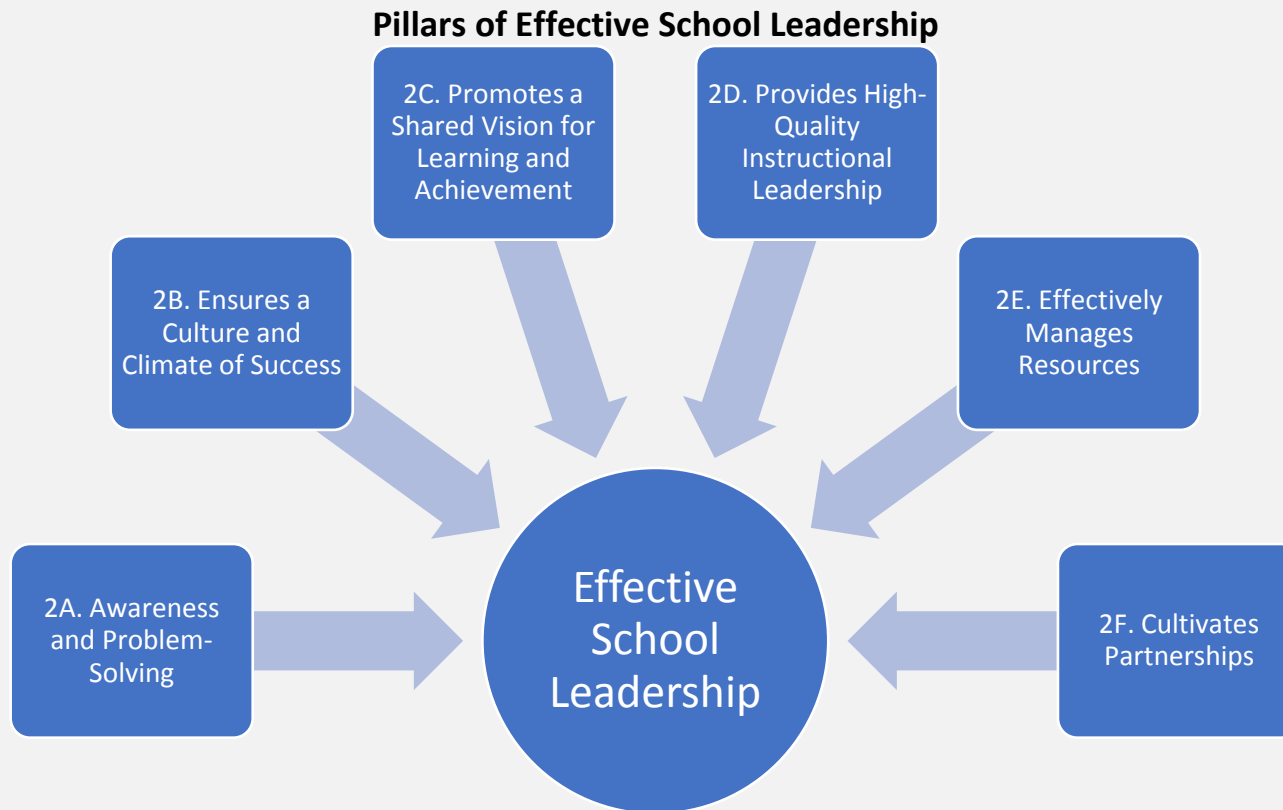 Pillars of Effective School Leadership
2C. Promotes a
Shared Vision for
Learning and
Achievement
2D. Provides High-
Quality
Instructional
Leadership
2B. Ensures a
Culture and
Climate of Success
2E. Effectively
Manages
Resources
2A. Awareness
and Problem-
Solving
Effective
School
Leadership
2F. Cultivates
Partnerships